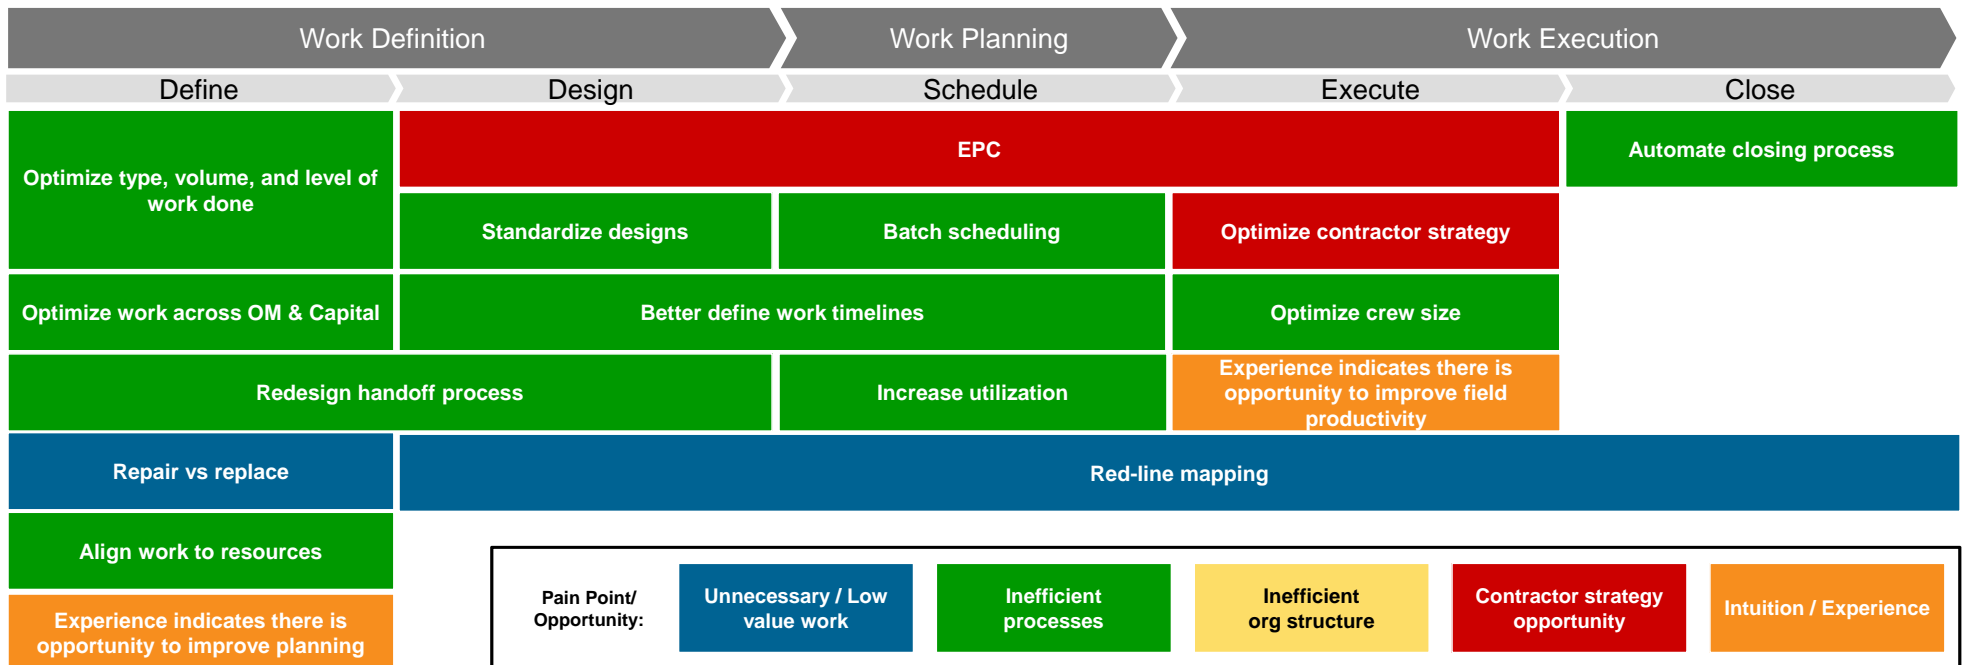 Work Definition
Work Planning
Work Execution
Define
Design
Schedule
Execute
Close
Optimize type, volume, and level of
work done
EPC
Automate closing process
Standardize designs
Batch scheduling
Optimize contractor strategy
Optimize work across OM & Capital
Better define work timelines
Optimize crew size
Redesign handoff process
Increase utilization
Experience indicates there is
opportunity to improve field
productivity
Repair vs replace
Red-line mapping
Align work to resources
Experience indicates there is
opportunity to improve planning
Pain Point/
Opportunity:
Unnecessary / Low
value work
Inefficient
processes
Inefficient
org structure
Contractor strategy
opportunity
Intuition / Experience